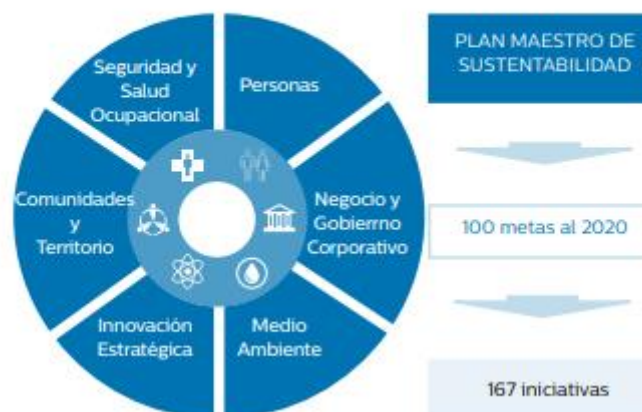 Seguridad y
Salud
Ocupacional
Personas
Negocio y
Gobierrno
Corporativo
Medio
Ambiente
Innovación
Estratégica
Comunidades
y
Territorio
PLAN MAESTRO DE
SUSTENTABILIDAD
100 metas al 2020
167 iniciativas